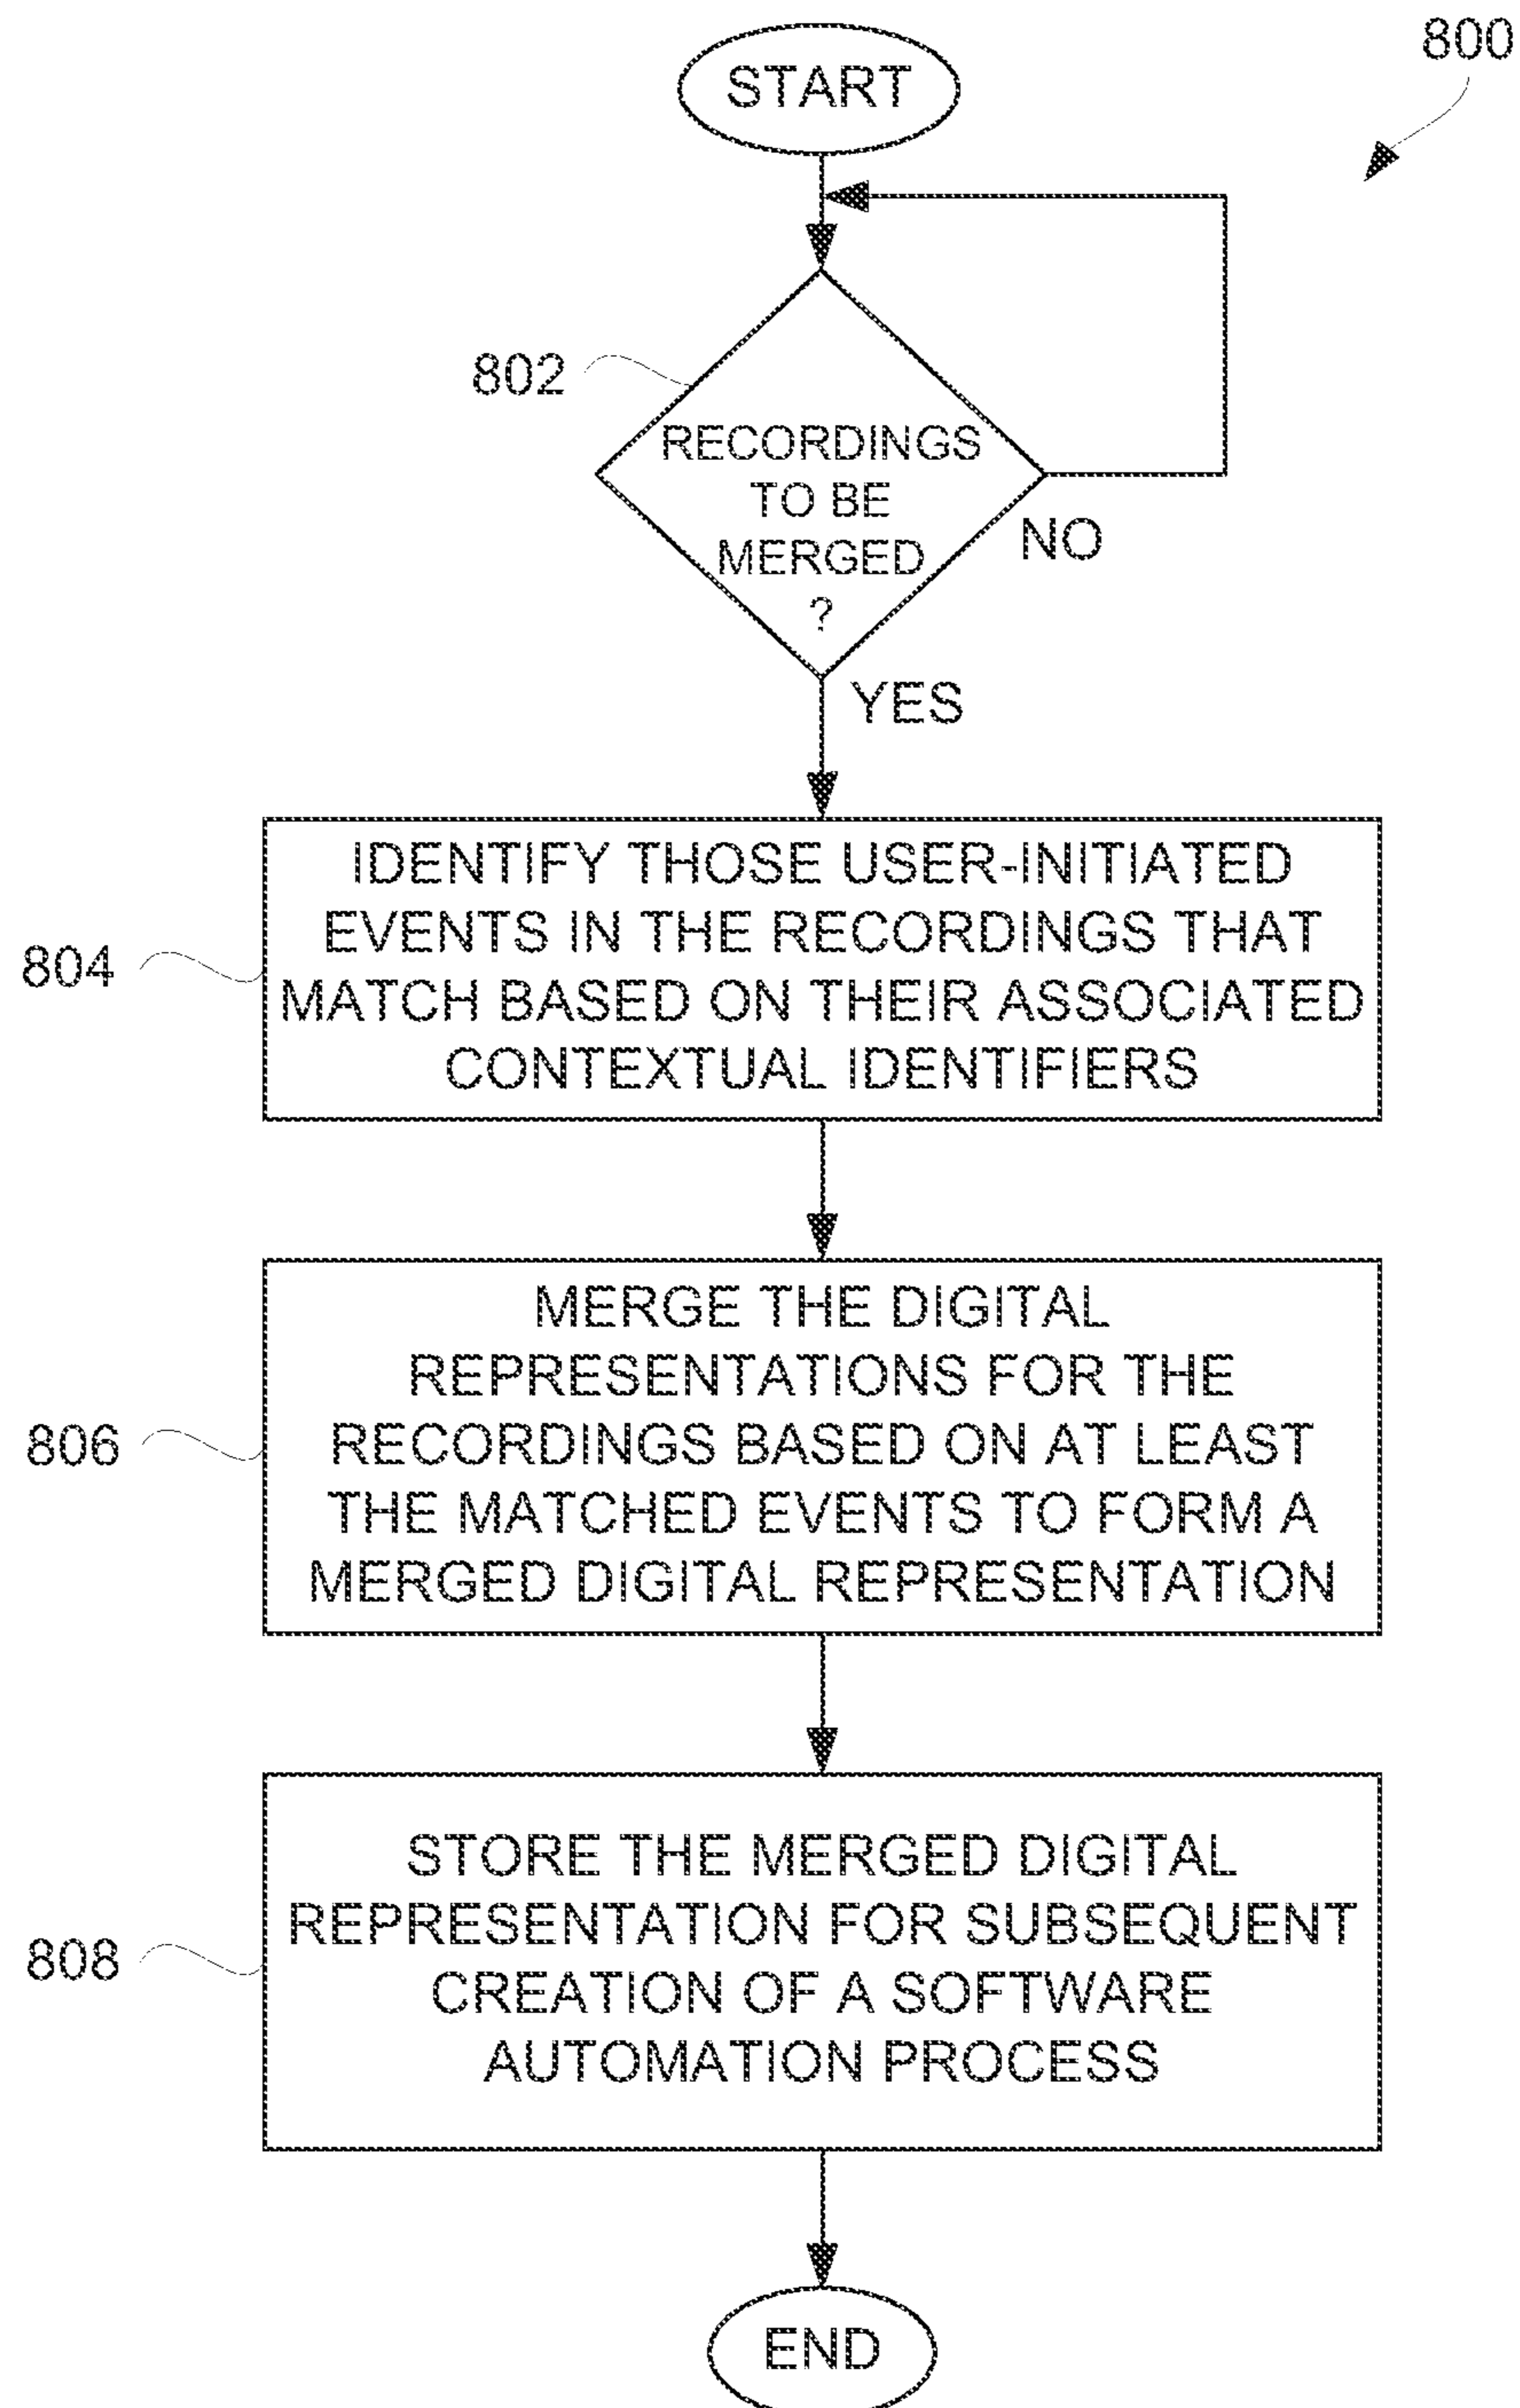 800
START
802
RECORDINGS
TO BE
MERGED
?
NO
YES
804
IDENTIFY THOSE USER-INITIATED
EVENTS IN THE RECORDINGS THAT
MATCH BASED ON THEIR ASSOCIATED
CONTEXTUAL IDENTIFIERS
806
MERGE THE DIGITAL
REPRESENTATIONS FOR THE
RECORDINGS BASED ON AT LEAST
THE MATCHED EVENTS TO FORM A
MERGED DIGITAL REPRESENTATION
808
STORE THE MERGED DIGITAL
REPRESENTATION FOR SUBSEQUENT
CREATION OF A SOFTWARE
AUTOMATION PROCESS
END